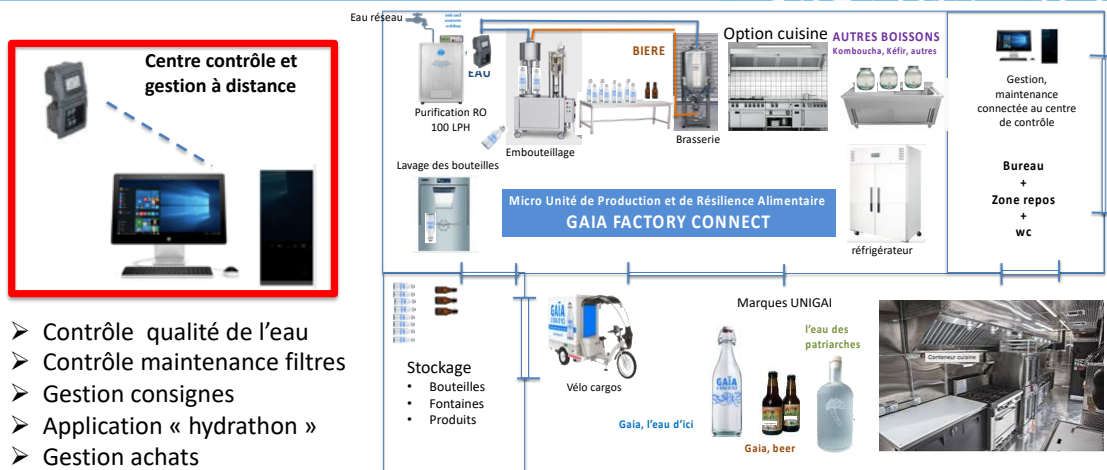 Centre contrôle et
gestion à distance
➢ Contrôle qualité de l'eau
➢ Contrôle maintenance filtres
➢ Gestion consignes
➢ Application « hydrathon »
➢ Gestion achats
Eau réseau
EAU
Purification RO
100 LPH
Embouteillage
BIERE
Brasserie
Option cuisine
AUTRES BOISSONS
Komboucha, Kéfir, autres
Gestion,
maintenance
connectée au centre
de contrôle
Lavage des bouteilles
Micro Unité de Production et de Résilience Alimentaire
GAIA FACTORY CONNECT
réfrigérateur
Bureau
+
Zone repos
+
wc
Stockage
• Bouteilles
• Fontaines
• Produits
GAÏA
Vélo cargos
Marques UNIGAI
l'eau des
patriarches
GAÏA
Gaia, l'eau d'ici
Gaia, beer
Conteneur cuisine